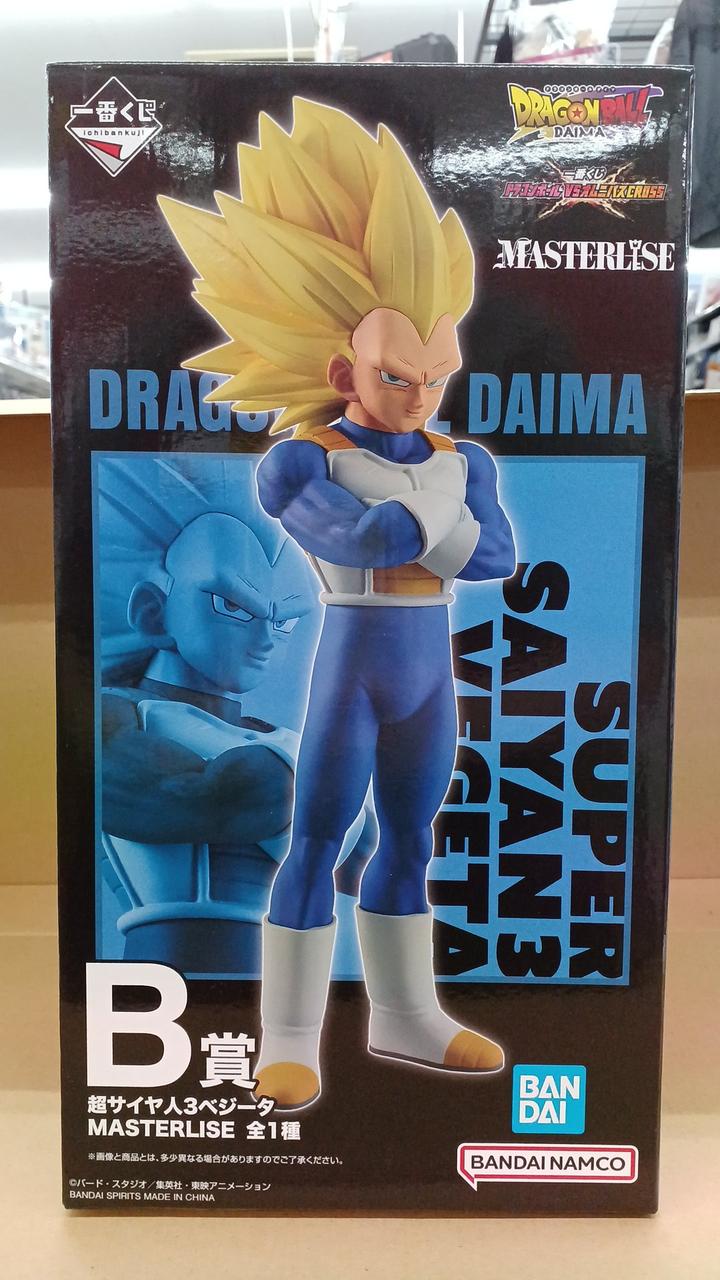 一番くじ
ichibankuji
DRAGON BALL
DAIMA
一番くじ
ドラゴンボール VSオムニバスCROSS
MASTERLISE
DRAGO L DAIMA
SUPER
SAIYAN 3
VEGETA
B賞
超サイヤ人3ベジータ
MASTERLISE 全1種
※画像と商品とは、多少異なる場合がありますのでご了承ください。
BAN
DAI
BANDAI NAMCO
©バード・スタジオ／集英社・東映アニメーション
BANDAI SPIRITS MADE IN CHINA